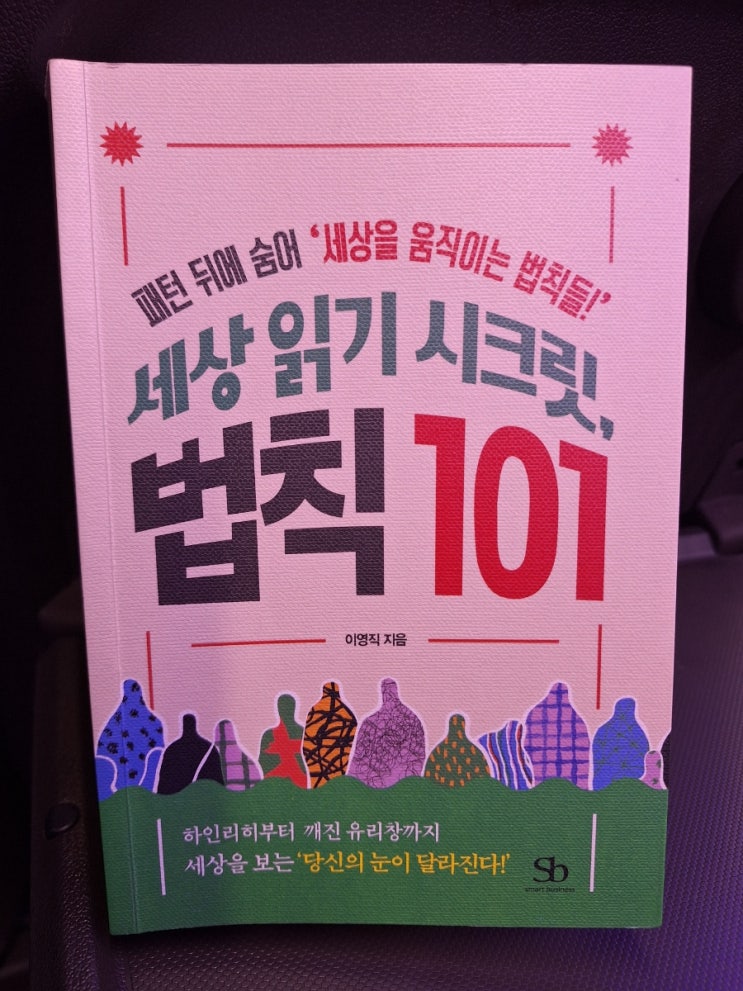 패턴 뒤에 숨어 ‘세상을 움직이는 법칙들!’
세상 읽기 시크릿,
법칙 101
이영직 지음
하인리히부터 깨진 유리창까지
세상을 보는 ‘당신의 눈이 달라진다!’
Sb
smart business